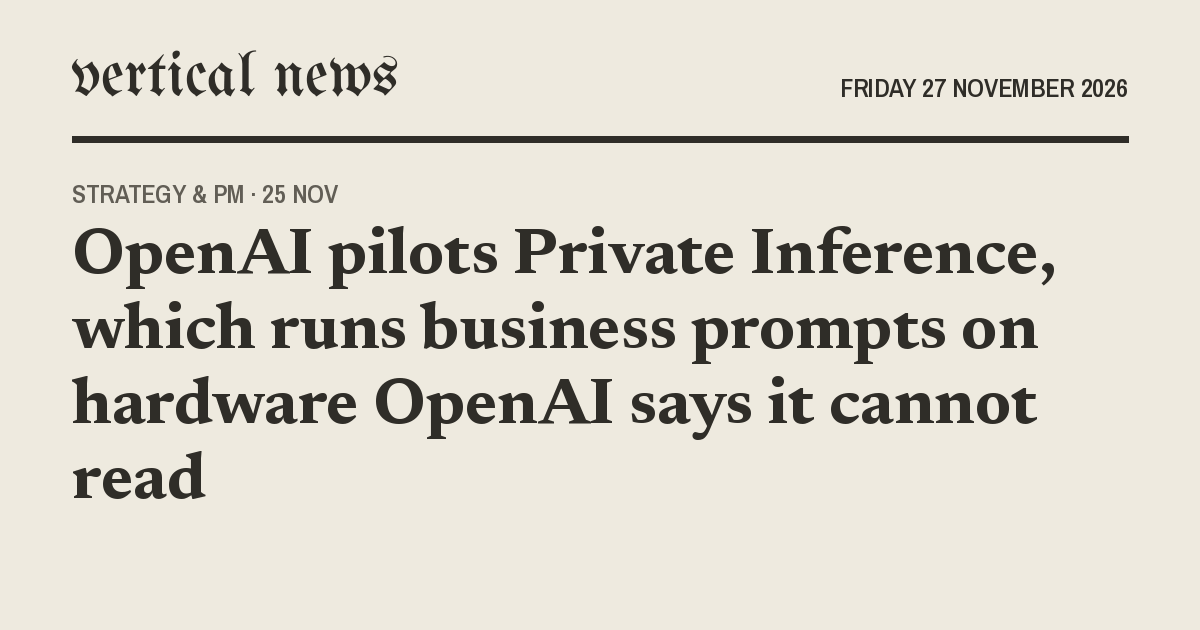 vertical news
FRIDAY 27 NOVEMBER 2026
STRATEGY & PM · 25 NOV
OpenAI pilots Private Inference,
which runs business prompts on
hardware OpenAI says it cannot
read